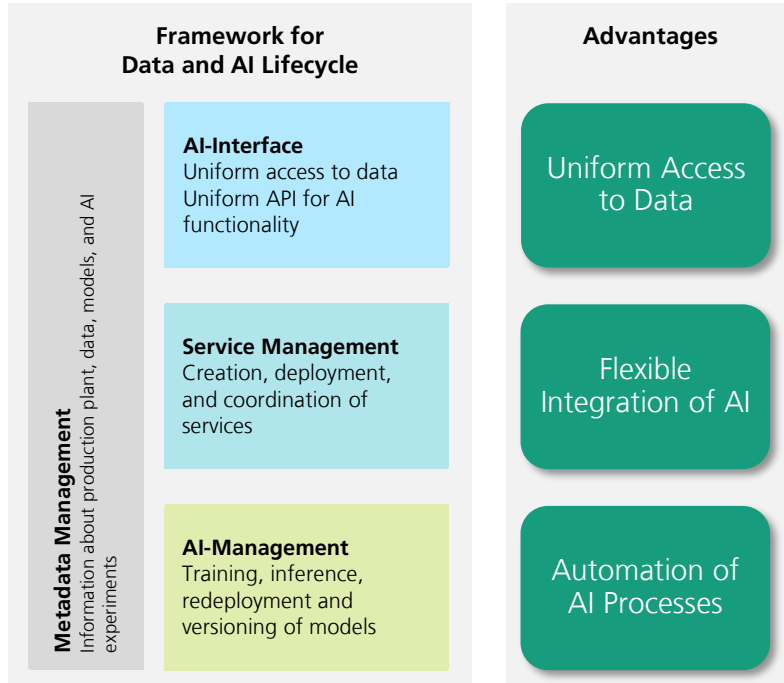 Framework for
Data and AI Lifecycle
Metadata Management
Information about production plant, data, models, and AI
experiments
AI-Interface
Uniform access to data
Uniform API for AI
functionality
Service Management
Creation, deployment,
and coordination of
services
AI-Management
Training, inference,
redeployment and
versioning of models
Advantages
Uniform Access
to Data
Flexible
Integration of AI
Automation of
AI Processes